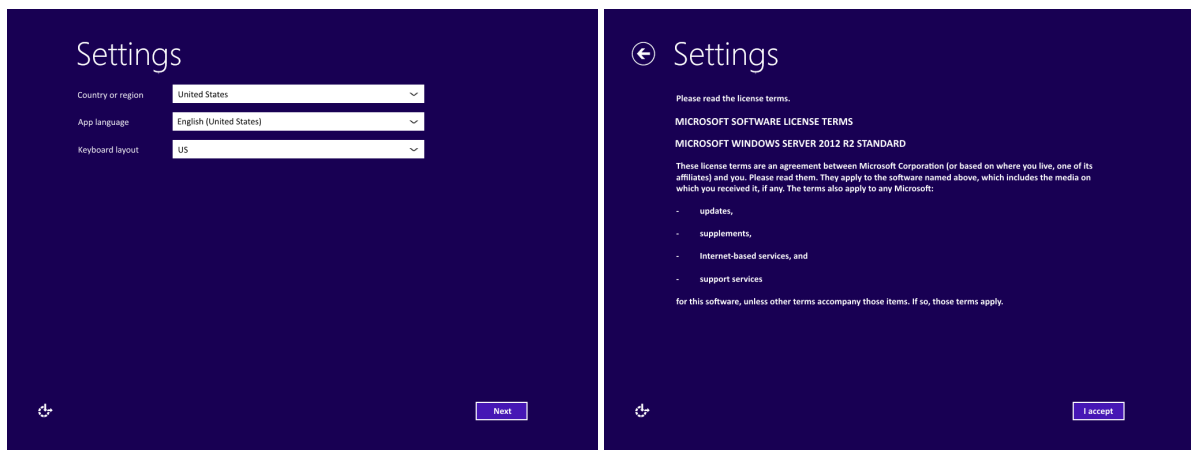 Settings
Country or region
United States
App language
English (United States)
Keyboard layout
US
Next
Settings
Please read the license terms.
MICROSOFT SOFTWARE LICENSE TERMS
MICROSOFT WINDOWS SERVER 2012 R2 STANDARD
These license terms are an agreement between Microsoft Corporation (or based on where you live, one of its
affiliates) and you. Please read them. They apply to the software named above, which includes the media on
which you received it, if any. The terms also apply to any Microsoft:
- updates,
- supplements,
- Internet-based services, and
- support services
for this software, unless other terms accompany those items. If so, those terms apply.
I accept